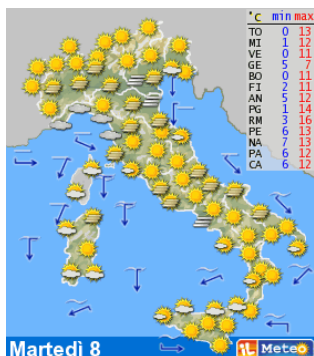 °c min max
TO 0 13
MI 1 12
VE 0 11
GE 5 7
BO 0 11
FI 2 11
AN 5 12
PG 1 14
RM 3 16
PE 6 13
NA 7 13
PA 6 12
CA 6 12
Martedì 8
iL Meteo